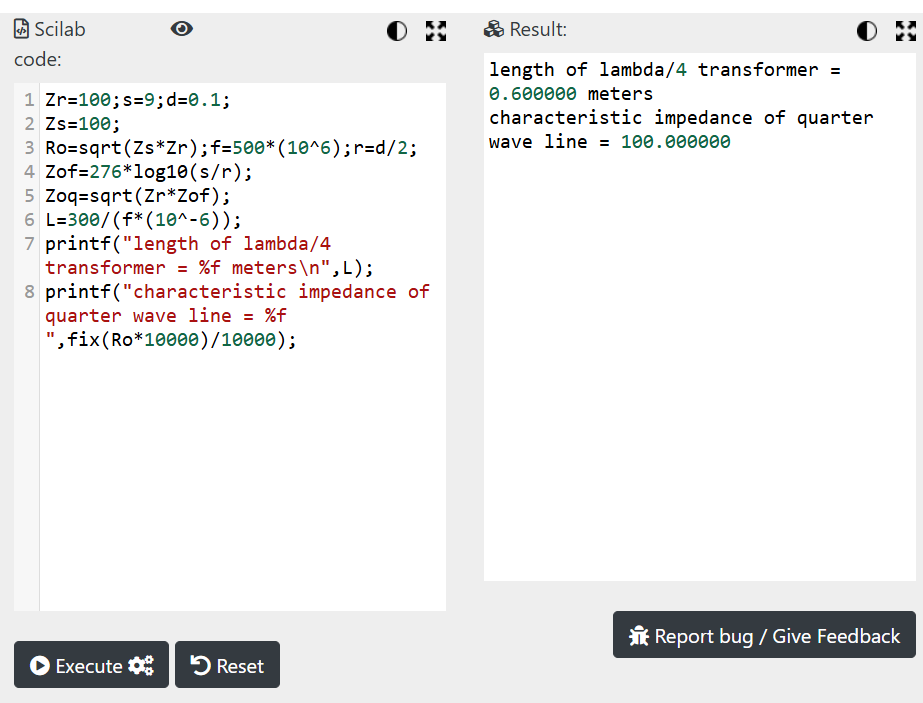 Scilab
code:
1 Zr=100;s=9;d=0.1;
2 Zs=100;
3 Ro=sqrt(Zs*Zr);f=500*(10^6);r=d/2;
4 Zof=276*log10(s/r);
5 Zoq=sqrt(Zr*Zof);
6 L=300/(f*(10^-6));
7 printf("length of lambda/4
transformer = %f meters\n",L);
8 printf("characteristic impedance of
quarter wave line = %f
",fix(Ro*10000)/10000);
Execute
Reset
Result:
length of lambda/4 transformer =
0.600000 meters
characteristic impedance of quarter
wave line = 100.000000
Report bug / Give Feedback